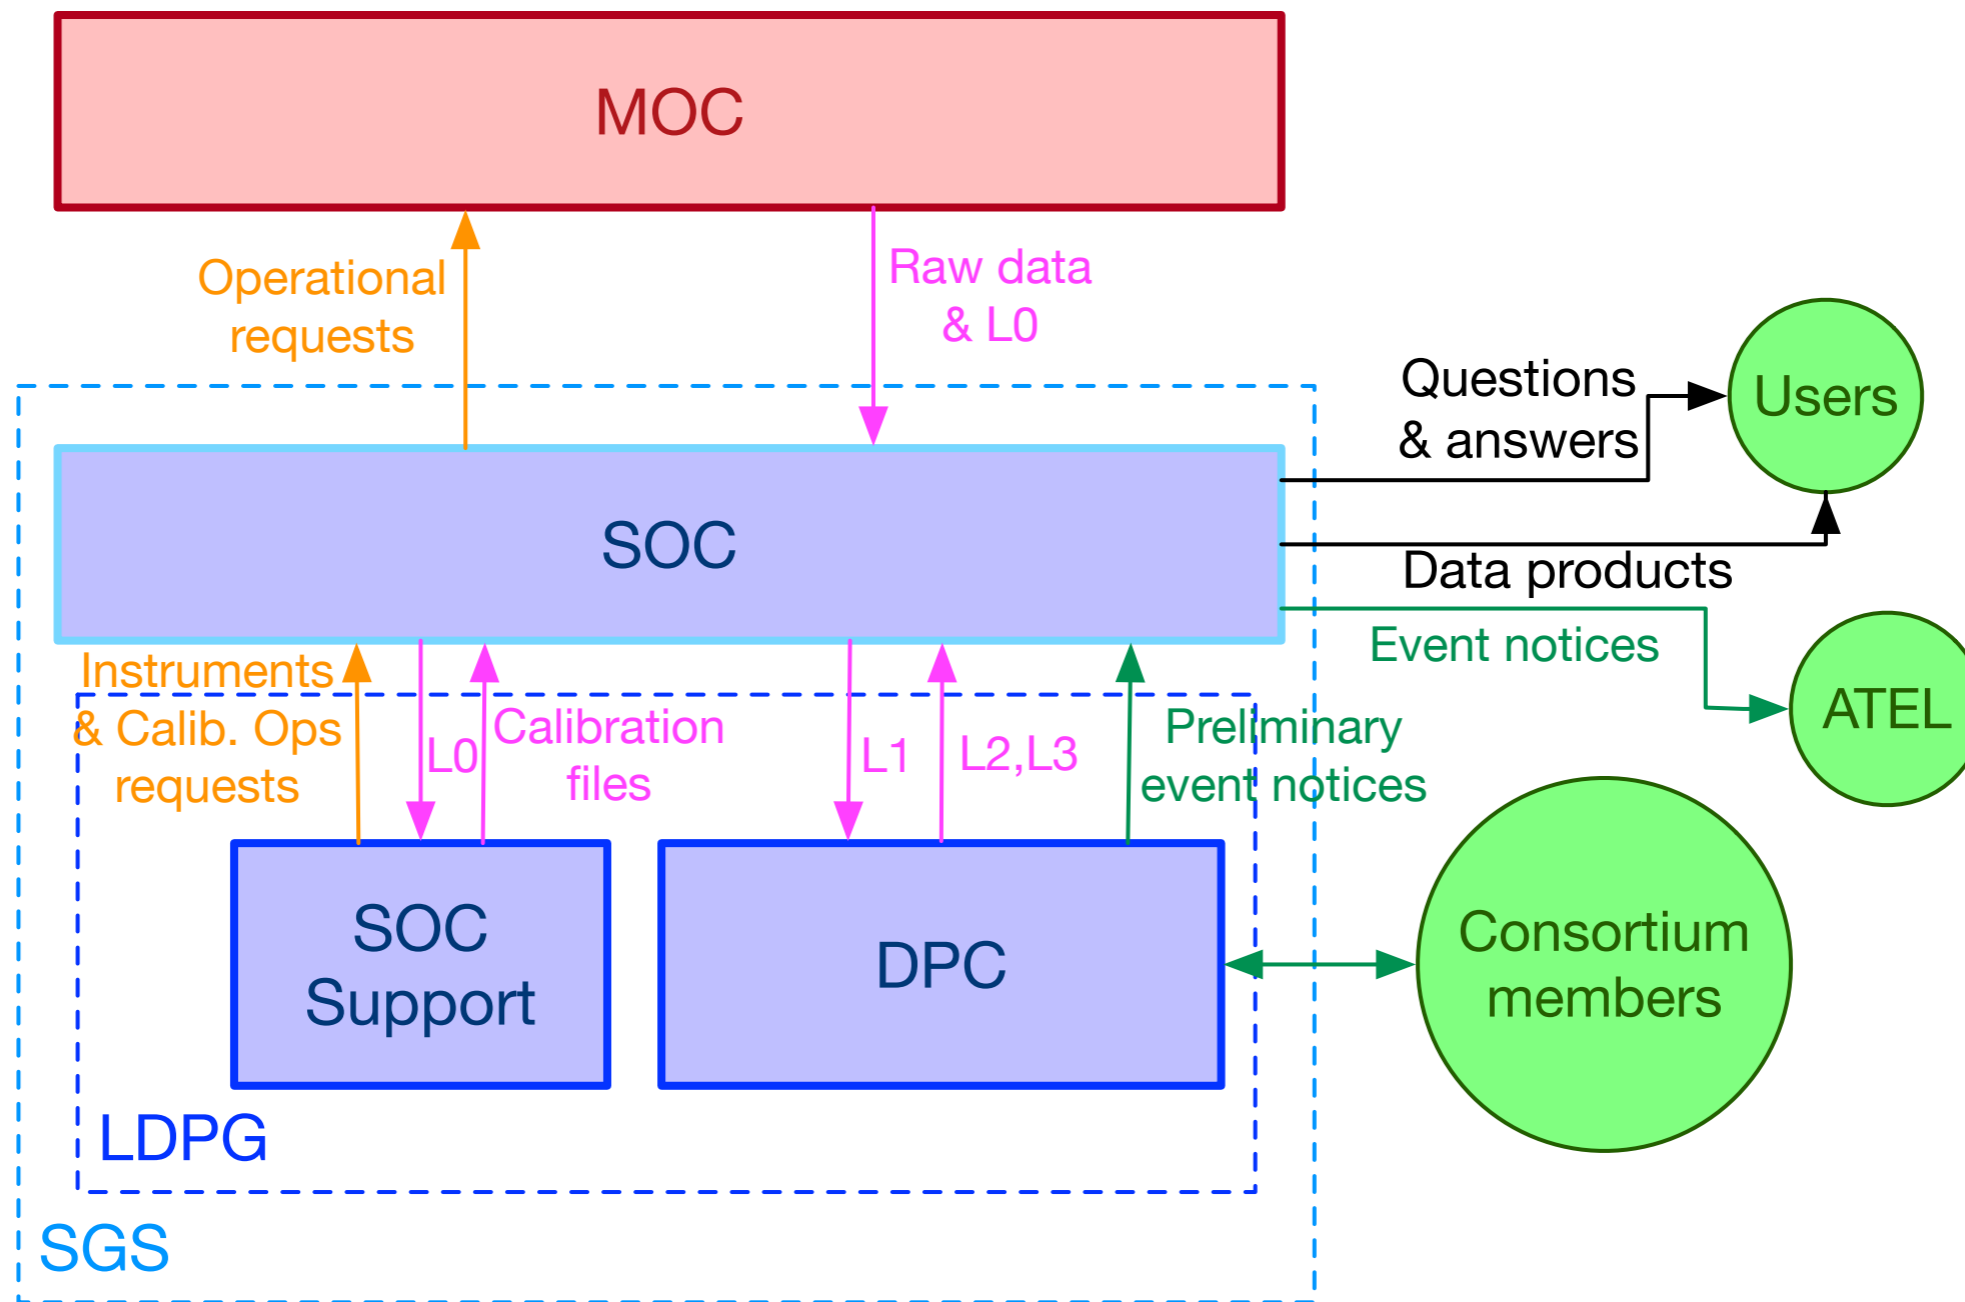 MOC
Operational
requests
Raw data
& L0
Questions
& answers
Users
SOC
Data products
Event notices
ATEL
Instruments
& Calib. Ops
requests
L0
Calibration
files
L1
L2,L3
Preliminary
event notices
SOC
Support
DPC
Consortium
members
LDPG
SGS